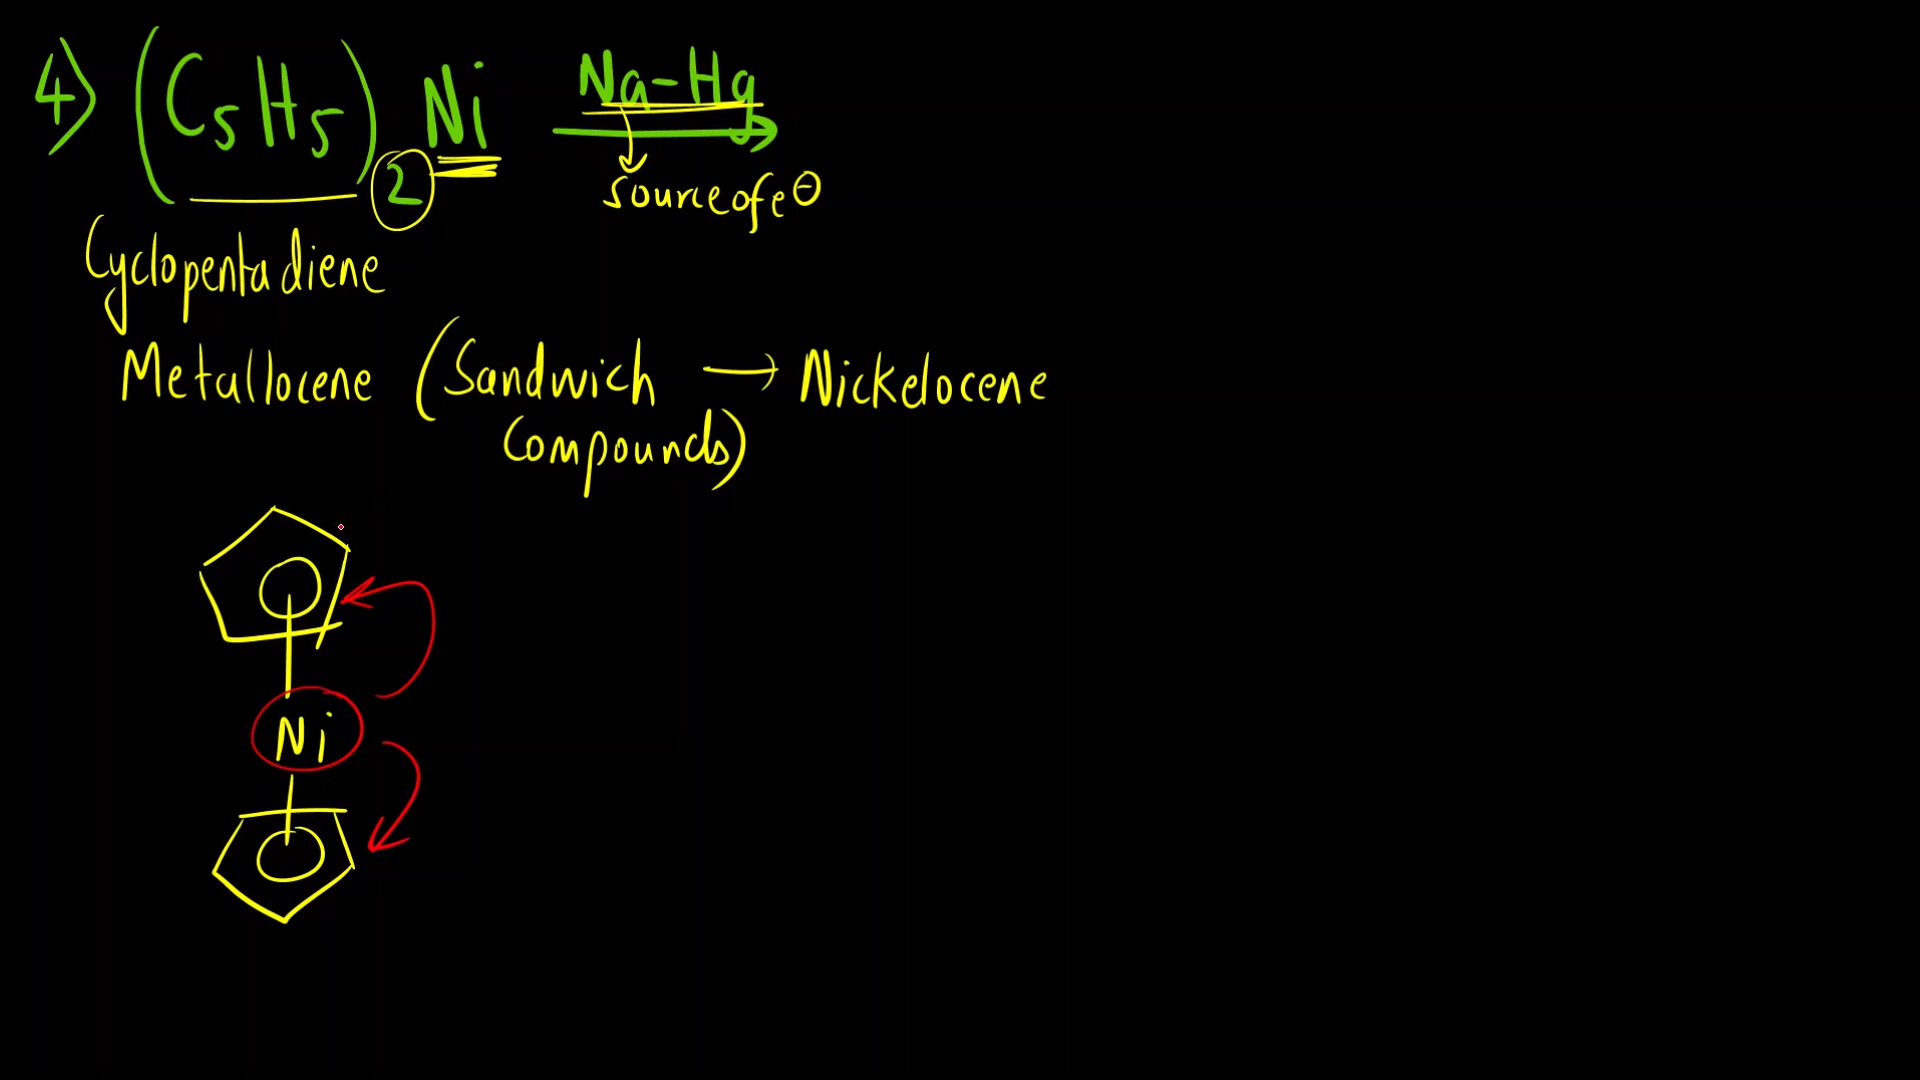 4) (C5H5)2 Ni Na-Hg
source of e⊖
Cyclopentadiene
Metallocene (Sandwich → Nickelocene
Compounds)
Ni